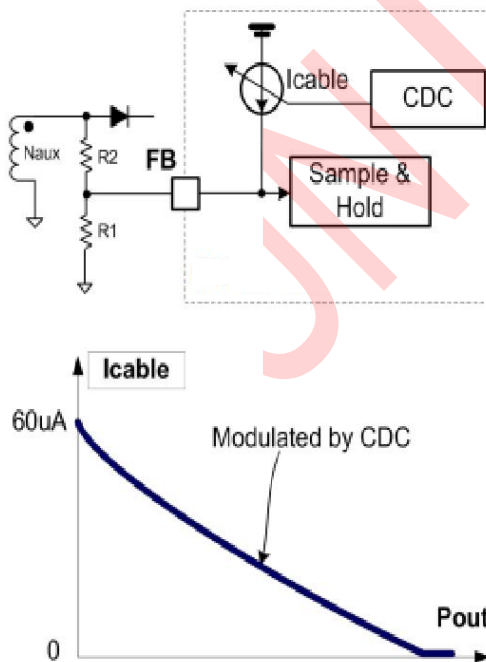 Icable
CDC
Naux
R2
FB
Sample &
Hold
R1
Icable
60uA
Modulated by CDC
Pout
0